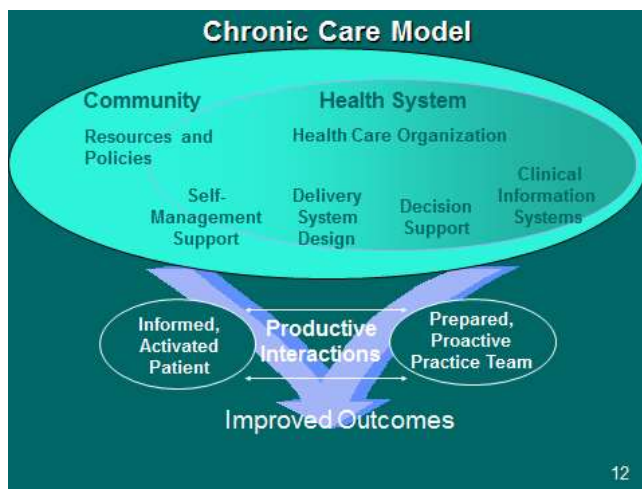 Chronic Care Model
Community
Health System
Resources and
Policies
Health Care Organization
Self-
Management
Support
Delivery
System
Design
Decision
Support
Clinical
Information
Systems
Informed,
Activated
Patient
Productive
Interactions
Prepared,
Proactive
Practice Team
Improved Outcomes
12